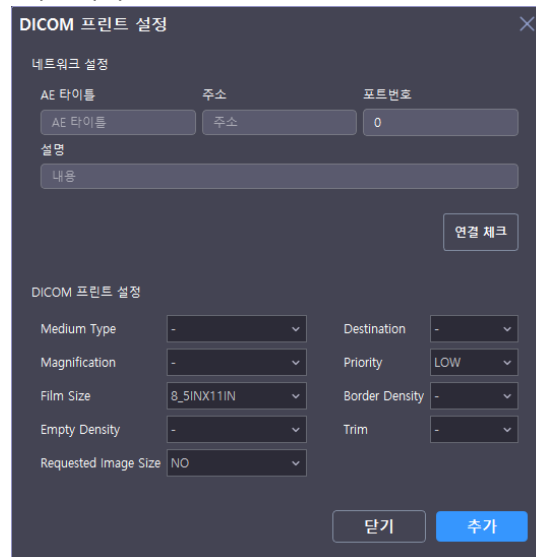 DICOM 프린트 설정
네트워크 설정
AE 타이틀 주소 포트번호
AE 타이틀 주소 0
설명
내용
연결 체크
DICOM 프린트 설정
Medium Type - Destination -
Magnification - Priority LOW
Film Size 8_5INX11IN Border Density -
Empty Density - Trim -
Requested Image Size NO
닫기 추가